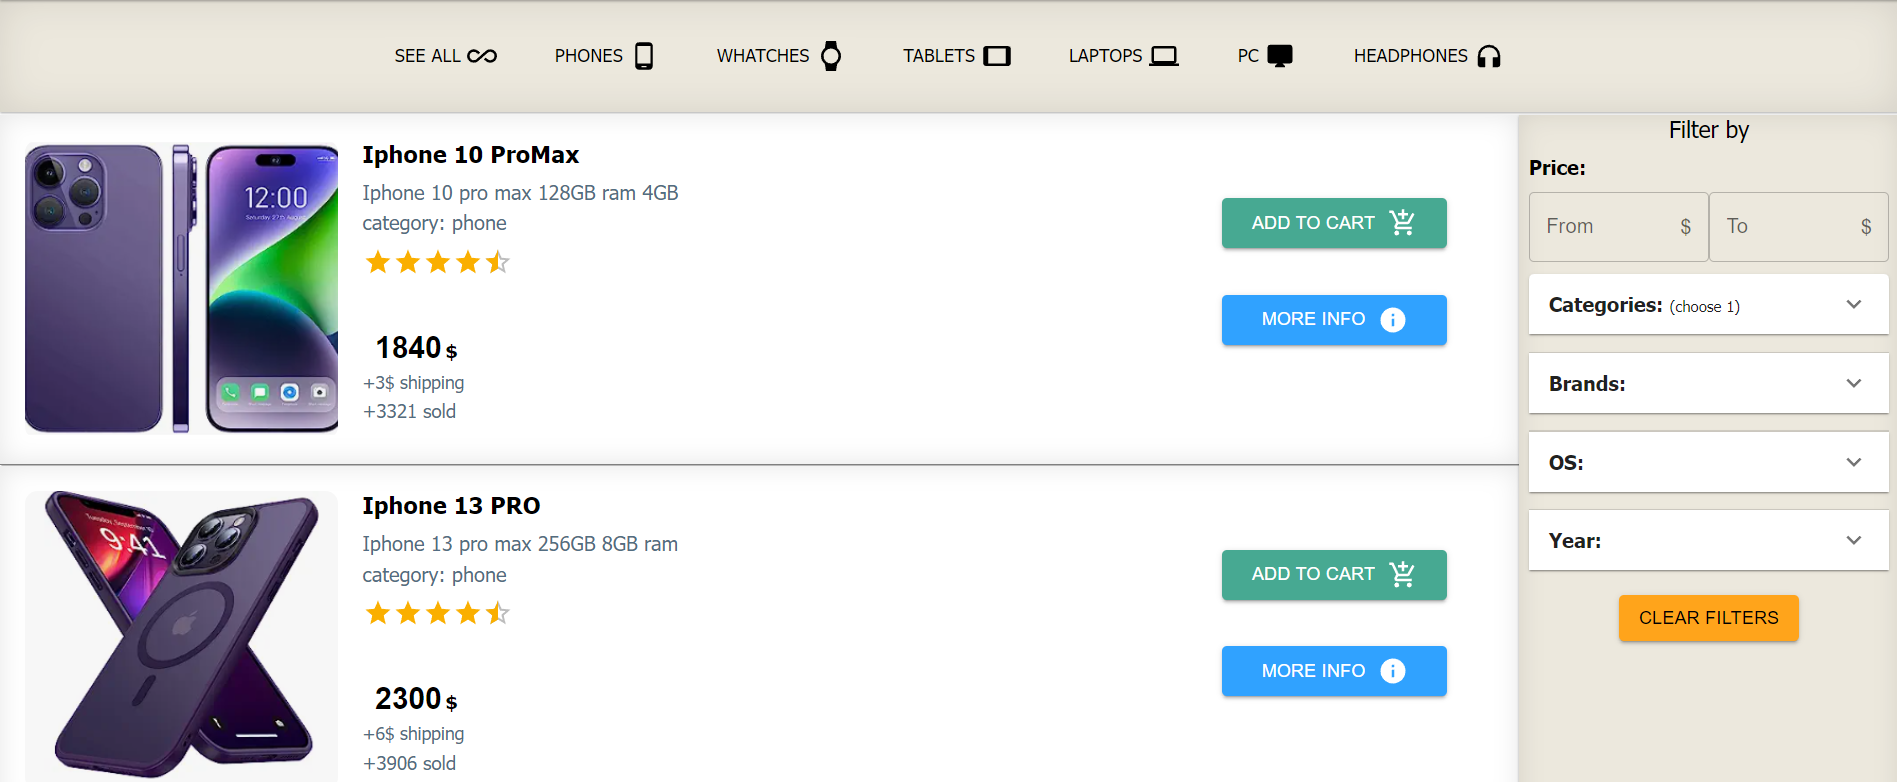 SEE ALL
PHONES
WHATCHES
TABLETS
LAPTOPS
PC
HEADPHONES
12:00
Iphone 10 ProMax
Iphone 10 pro max 128GB ram 4GB
category: phone
1840 $
+3$ shipping
+3321 sold
ADD TO CART
MORE INFO
9:41
Iphone 13 PRO
Iphone 13 pro max 256GB 8GB ram
category: phone
2300 $
+6$ shipping
+3906 sold
ADD TO CART
MORE INFO
Filter by
Price:
From $
To $
Categories: (choose 1)
Brands:
OS:
Year:
CLEAR FILTERS